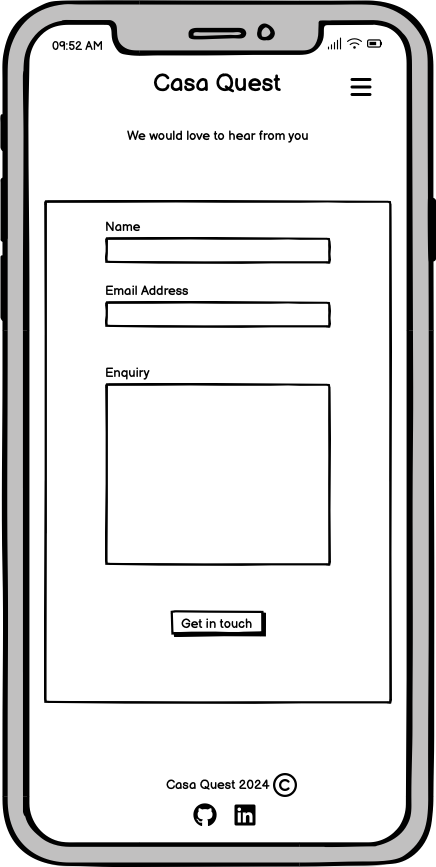 09:52 AM
Casa Quest
We would love to hear from you
Name
Email Address
Enquiry
Get in touch
Casa Quest 2024 ©
in